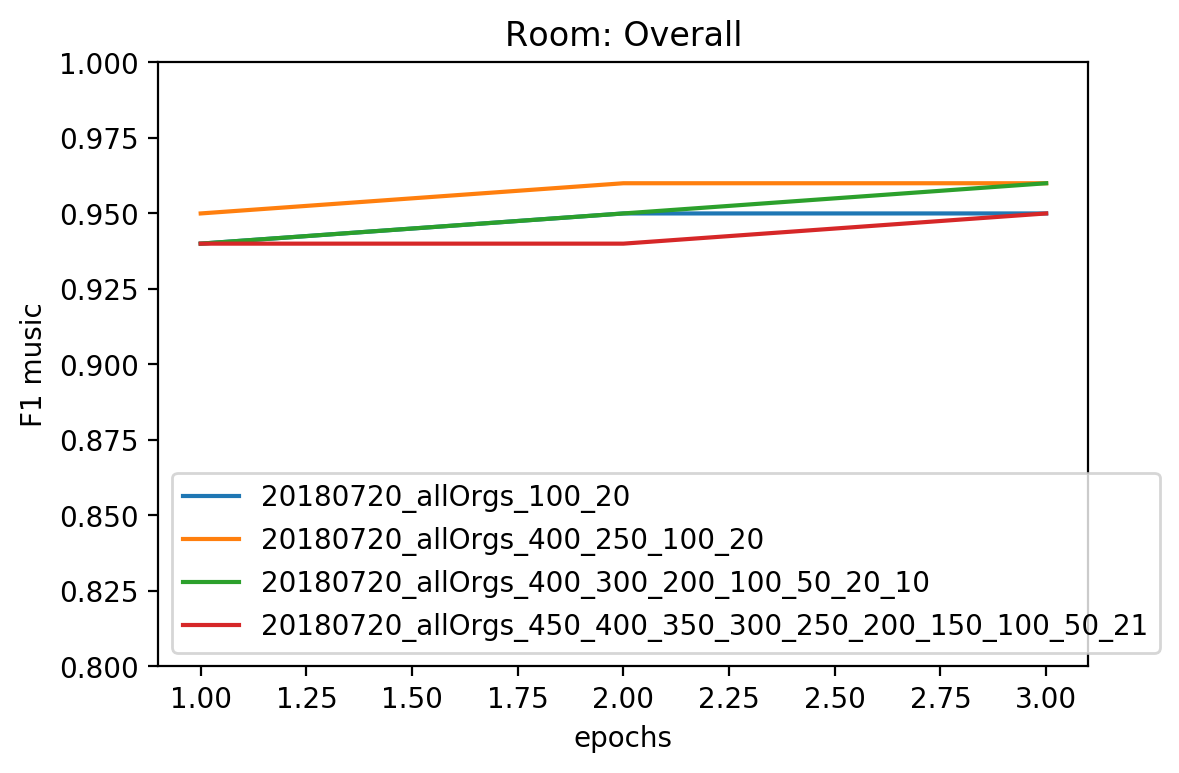 Room: Overall
1.000
0.975
0.950
0.925
0.900
0.875
0.850
0.825
0.800
F1 music
20180720_allOrgs_100_20
20180720_allOrgs_400_250_100_20
20180720_allOrgs_400_300_200_100_50_20_10
20180720_allOrgs_450_400_350_300_250_200_150_100_50_21
1.00 1.25 1.50 1.75 2.00 2.25 2.50 2.75 3.00
epochs